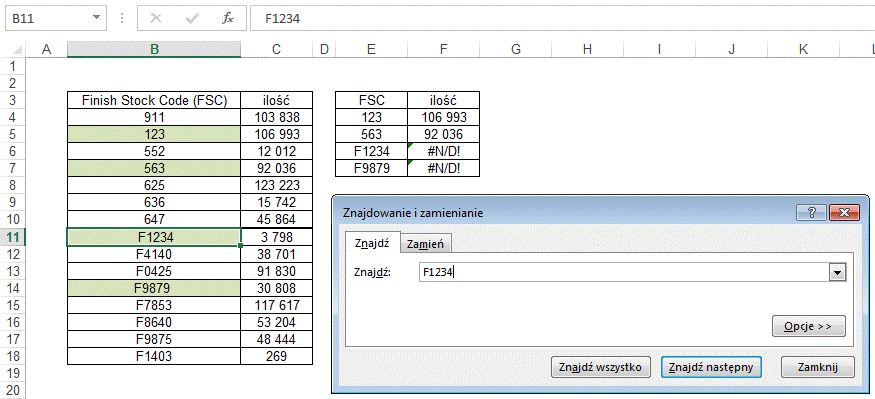 B11 fx F1234
A B C D E F G H I J K L
1
2
3 Finish Stock Code (FSC) ilość FSC ilość
4 911 103 838 123 106 993
5 123 106 993 563 92 036
6 552 12 012 F1234 #N/D!
7 563 92 036 F9879 #N/D!
8 625 123 223
9 636 15 742
10 647 45 864
11 F1234 3 798
12 F4140 38 701
13 F0425 91 830
14 F9879 30 808
15 F7853 117 617
16 F8640 53 204
17 F9875 48 444
18 F1403 269
19
20
Znajdowanie i zamienianie
Znajdź Zamień
Znajdź: F1234
Opcje >>
Znajdź wszystko Znajdź następny Zamknij